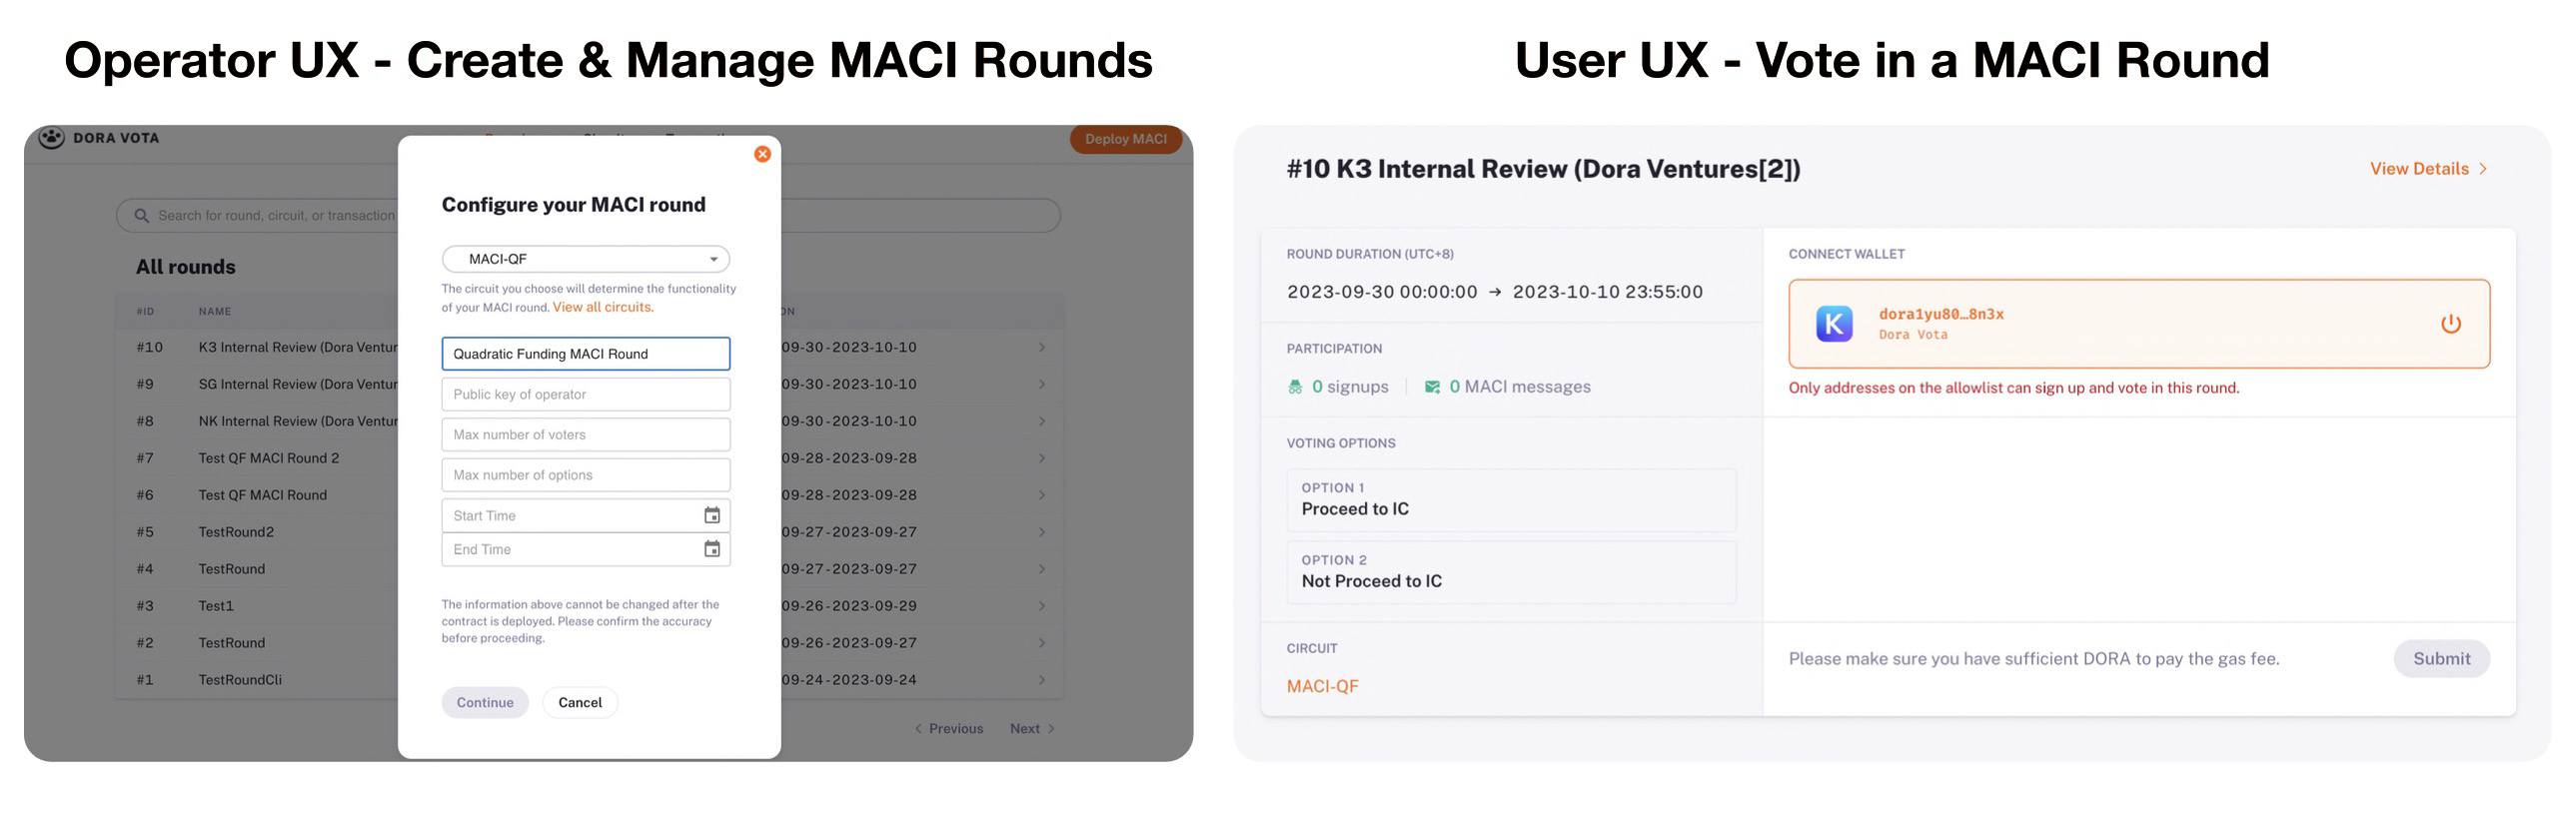 Operator UX - Create & Manage MACI Rounds
DORA VOTA
Deploy MACI
Search for round, circuit, or transaction
All rounds
#ID NAME
#10 K3 Internal Review (Dora Ventur 09-30-2023-10-10
#9 SG Internal Review (Dora Ventur 09-30-2023-10-10
#8 NK Internal Review (Dora Ventur 09-30-2023-10-10
#7 Test QF MACI Round 2 09-28-2023-09-28
#6 Test QF MACI Round 09-28-2023-09-28
#5 TestRound2 09-27-2023-09-27
#4 TestRound 09-27-2023-09-27
#3 Test1 09-26-2023-09-29
#2 TestRound 09-26-2023-09-27
#1 TestRoundCli 09-24-2023-09-24
Previous Next
Configure your MACI round
MACI-QF
The circuit you choose will determine the functionality
of your MACI round. View all circuits.
Quadratic Funding MACI Round
Public key of operator
Max number of voters
Max number of options
Start Time
End Time
The information above cannot be changed after the
contract is deployed. Please confirm the accuracy
before proceeding.
Continue Cancel
User UX - Vote in a MACI Round
#10 K3 Internal Review (Dora Ventures[2])
View Details
ROUND DURATION (UTC+8)
2023-09-30 00:00:00 → 2023-10-10 23:55:00
PARTICIPATION
0 signups 0 MACI messages
VOTING OPTIONS
OPTION 1
Proceed to IC
OPTION 2
Not Proceed to IC
CIRCUIT
MACI-QF
CONNECT WALLET
K
dora1yu80…8n3x
Dora Vota
Only addresses on the allowlist can sign up and vote in this round.
Please make sure you have sufficient DORA to pay the gas fee.
Submit